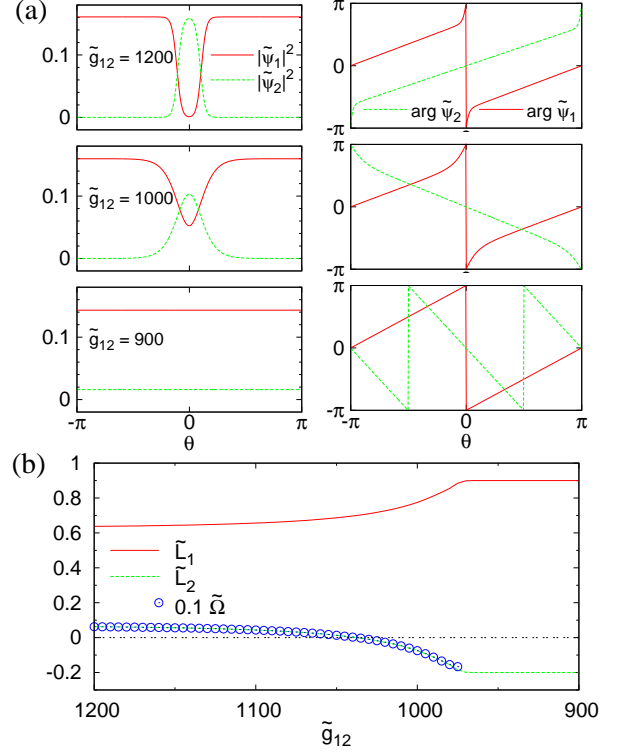 (a)
0.1
0
g̃12 = 1200
|ψ̃1|²
|ψ̃2|²
π
0
-π
arg ψ̃2
arg ψ̃1
0.1
0
g̃12 = 1000
π
0
-π
0.1
0
g̃12 = 900
π
0
-π
-π
0
π
θ
-π
0
π
θ
(b)
1
0.8
0.6
0.4
0.2
0
-0.2
L̃1
L̃2
0.1 Ω̃
1200
1100
1000
900
g̃12